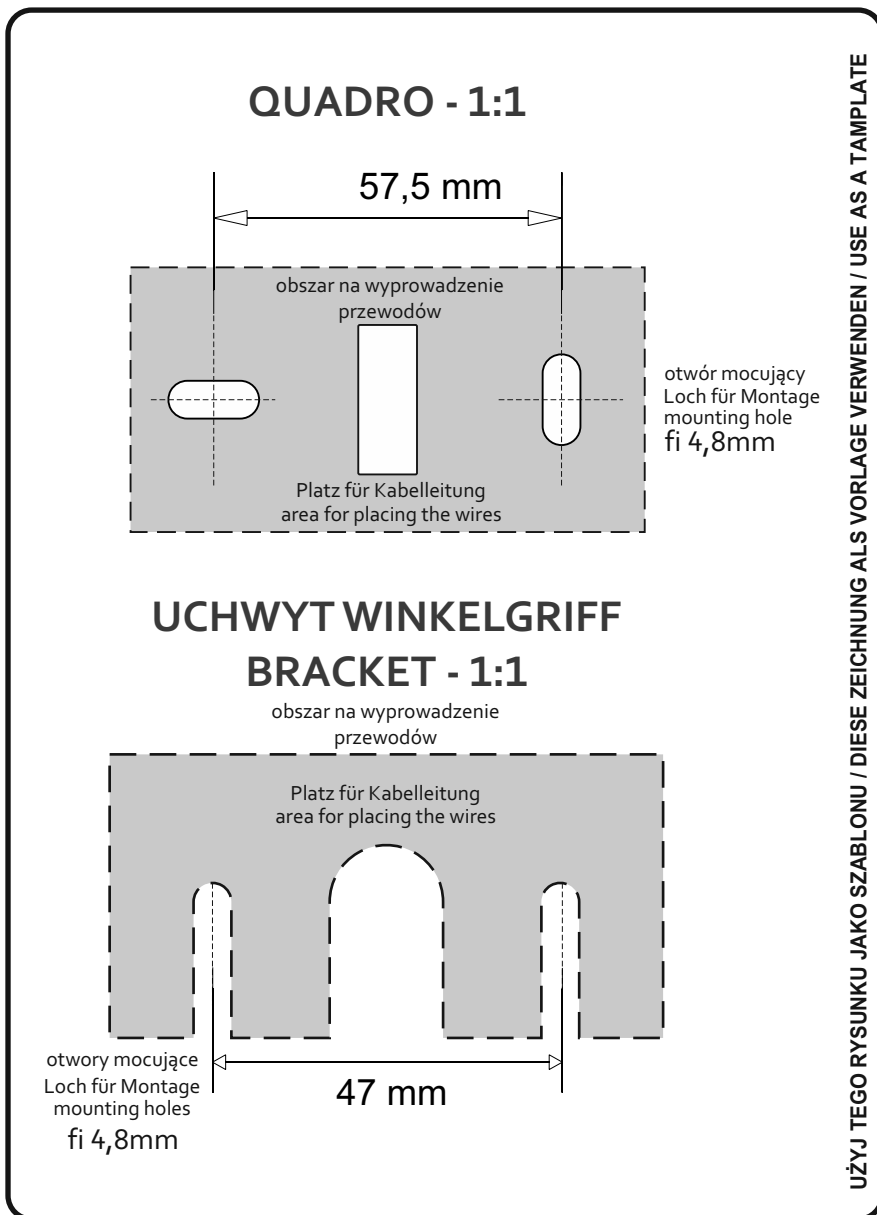 QUADRO - 1:1
57,5 mm
obszar na wyprowadzenie
przewodów
otwór mocujący
Loch für Montage
mounting hole
fi 4,8mm
Platz für Kabelleitung
area for placing the wires
UCHWYT WINKELGRIFF
BRACKET - 1:1
obszar na wyprowadzenie
przewodów
Platz für Kabelleitung
area for placing the wires
otwory mocujące
Loch für Montage
mounting holes
fi 4,8mm
47 mm
UŻYJ TEGO RYSUNKU JAKO SZABLONU / DIESE ZEICHNUNG ALS VORLAGE VERWENDEN / USE AS A TAMPLATE